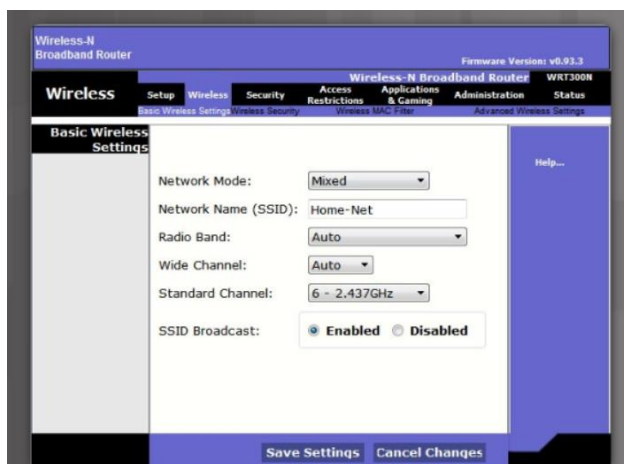 Wireless-N
Broadband Router
Firmware Version: v0.93.3
Wireless-N Broadband Router WRT300N
Wireless
Setup Wireless Security Access Restrictions Applications & Gaming Administration Status
Basic Wireless Settings Wireless Security Wireless MAC Filter Advanced Wireless Settings
Basic Wireless
Settings
Help...
Network Mode: Mixed
Network Name (SSID): Home-Net
Radio Band: Auto
Wide Channel: Auto
Standard Channel: 6 - 2.437GHz
SSID Broadcast: Enabled Disabled
Save Settings Cancel Changes